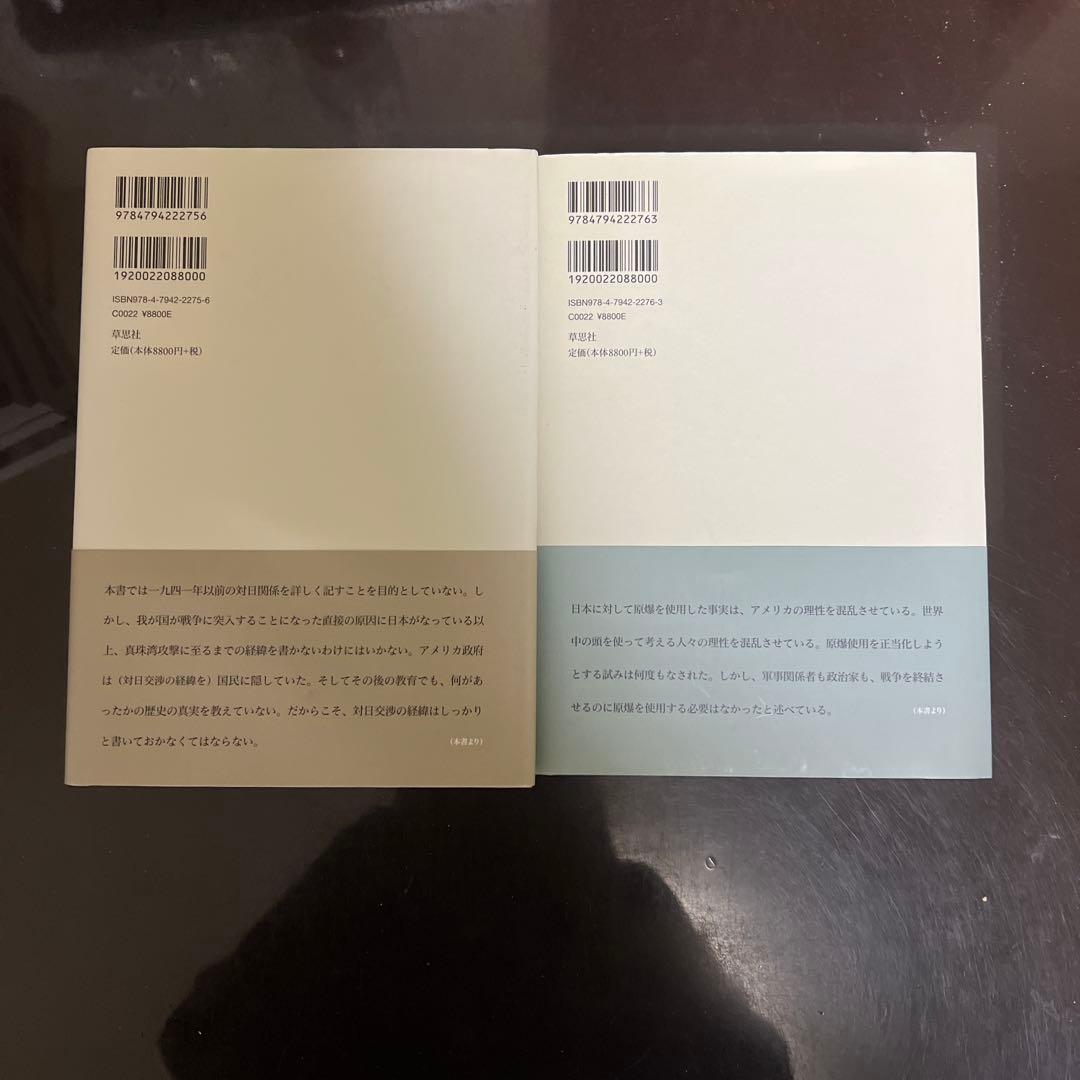 9784794222756
1920022088000
ISBN978-4-7942-2275-6
C0022 ¥8800E
草思社
定価(本体8800円+税)
本書では一九四一年以前の対日関係を詳しく記すことを目的としていない。し
かし、我が国が戦争に突入することになった直接の原因に日本がなっている以
上、真珠湾攻撃に至るまでの経緯を書かないわけにはいかない。アメリカ政府
は(対日交渉の経緯を)国民に隠していた。そしてその後の教育でも、何があ
ったかの歴史の真実を教えていない。だからこそ、対日交渉の経緯はしっかり
と書いておかなくてはならない。
(本書より)
9784794222763
1920022088000
ISBN978-4-7942-2276-3
C0022 ¥8800E
草思社
定価(本体8800円+税)
日本に対して原爆を使用した事実は、アメリカの理性を混乱させている。世界
中の頭を使って考える人々の理性を混乱させている。原爆使用を正当化しよう
とする試みは何度もなされた。しかし、軍事関係者も政治家も、戦争を終結さ
せるのに原爆を使用する必要はなかったと述べている。
(本書より)